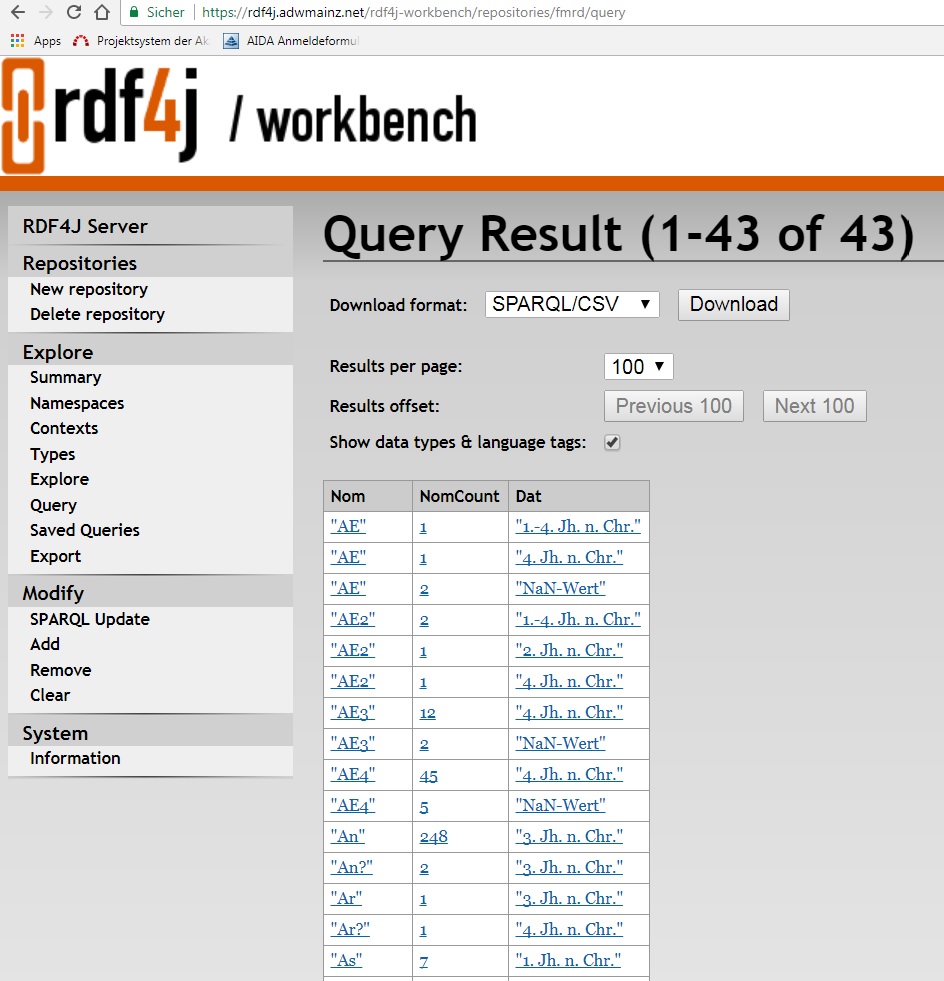 Sicher https://rdf4j.adwmainz.net/rdf4j-workbench/repositories/fmrd/query
Apps Projektsystem der Ak AIDA Anmeldeformul
rdf4j / workbench
RDF4J Server
Repositories
New repository
Delete repository
Explore
Summary
Namespaces
Contexts
Types
Explore
Query
Saved Queries
Export
Modify
SPARQL Update
Add
Remove
Clear
System
Information
Query Result (1-43 of 43)
Download format: SPARQL/CSV Download
Results per page: 100
Results offset: Previous 100 Next 100
Show data types & language tags:
Nom NomCount Dat
"AE" 1 "1.-4. Jh. n. Chr."
"AE" 1 "4. Jh. n. Chr."
"AE" 2 "NaN-Wert"
"AE2" 2 "1.-4. Jh. n. Chr."
"AE2" 1 "2. Jh. n. Chr."
"AE2" 1 "4. Jh. n. Chr."
"AE3" 12 "4. Jh. n. Chr."
"AE3" 2 "NaN-Wert"
"AE4" 45 "4. Jh. n. Chr."
"AE4" 5 "NaN-Wert"
"An" 248 "3. Jh. n. Chr."
"An?" 2 "3. Jh. n. Chr."
"Ar" 1 "3. Jh. n. Chr."
"Ar?" 1 "4. Jh. n. Chr."
"As" 7 "1. Jh. n. Chr."